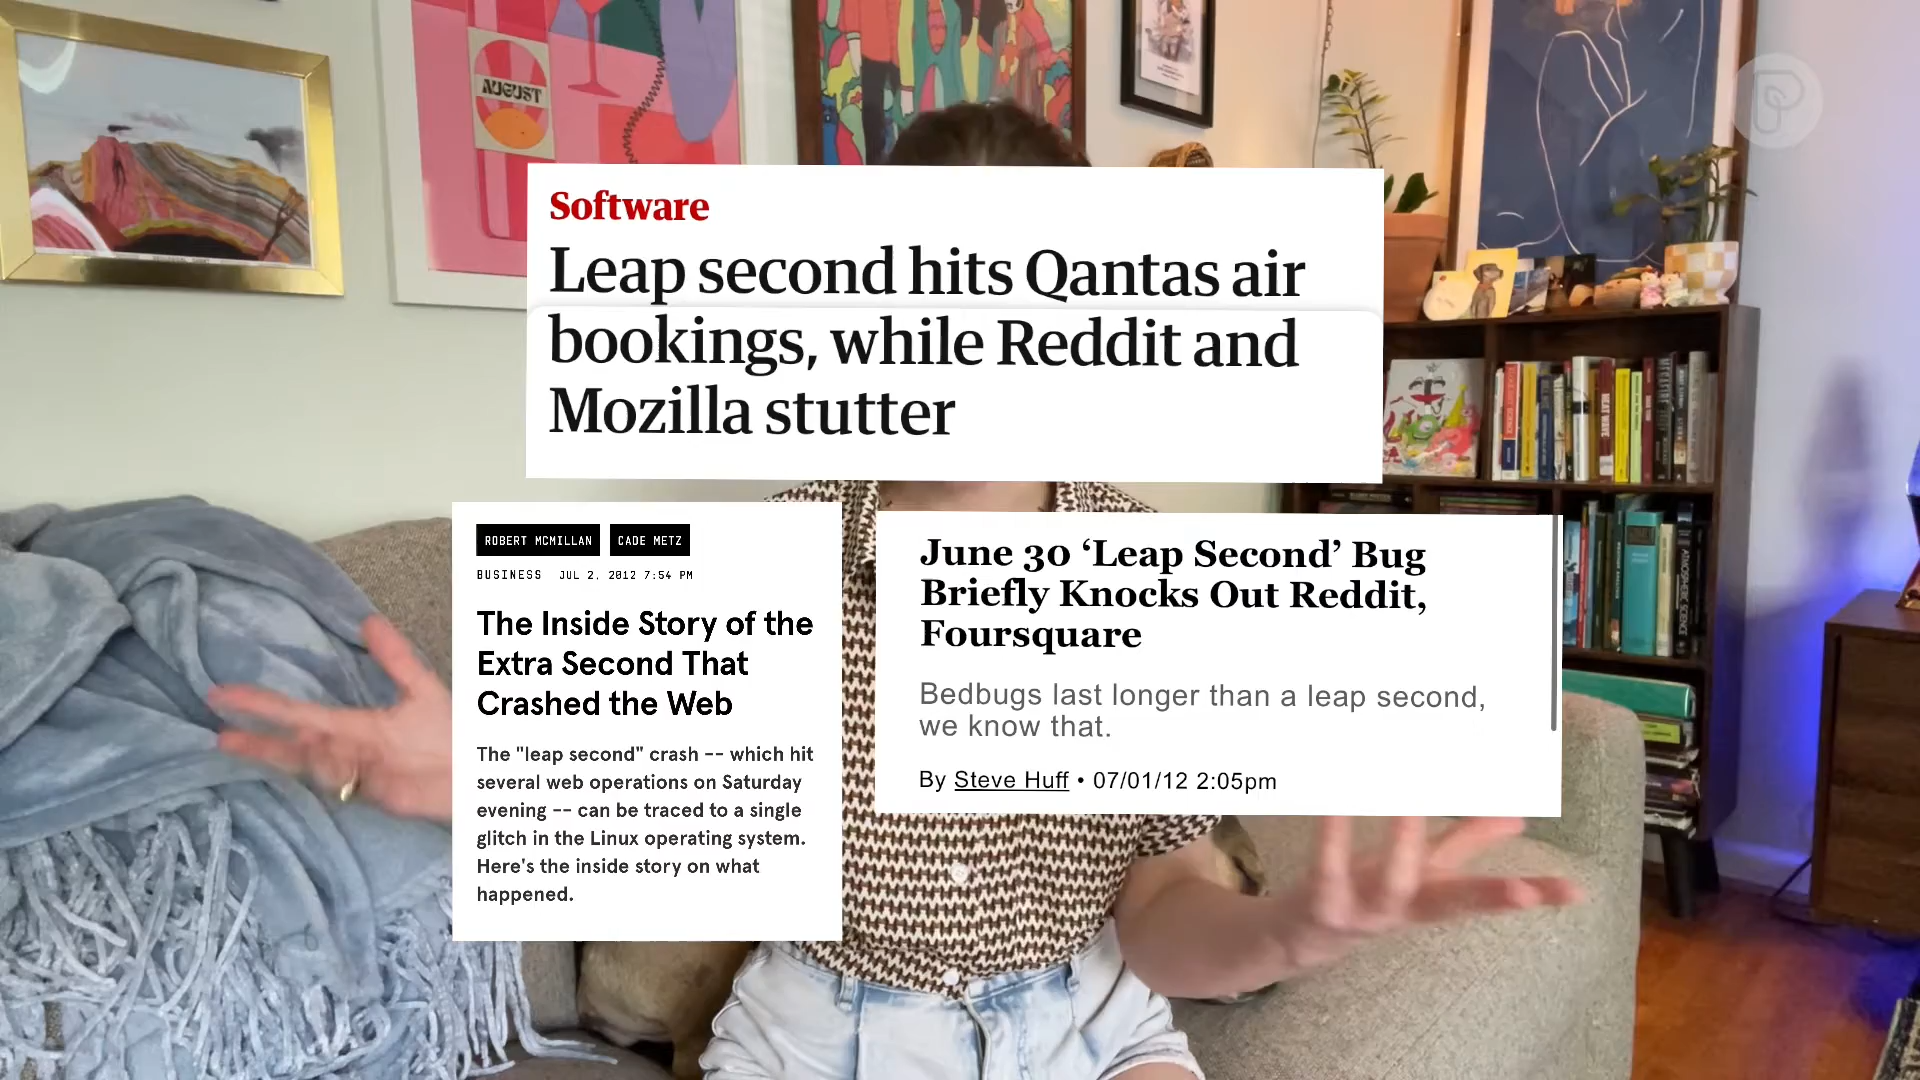 AUGUST
Software
Leap second hits Qantas air
bookings, while Reddit and
Mozilla stutter
ROBERT MCMILLAN CADE METZ
BUSINESS JUL 2, 2012 7:54 PM
The Inside Story of the
Extra Second That
Crashed the Web
The "leap second" crash -- which hit
several web operations on Saturday
evening -- can be traced to a single
glitch in the Linux operating system.
Here's the inside story on what
happened.
June 30 ‘Leap Second’ Bug
Briefly Knocks Out Reddit,
Foursquare
Bedbugs last longer than a leap second,
we know that.
By Steve Huff • 07/01/12 2:05pm